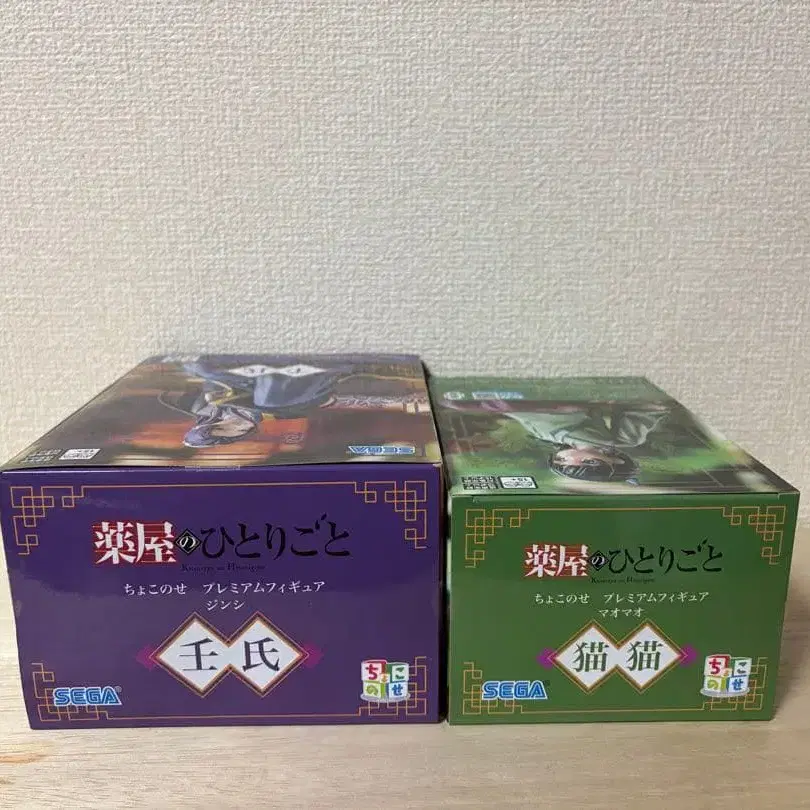 SEGA
15+
薬屋のひとりごと
Kusuriya no Hitorigoto
ちょこのせ プレミアムフィギュア
ジンシ
壬氏
SEGA®
ちょこのせ
15+
薬屋のひとりごと
Kusuriya no Hitorigoto
ちょこのせ プレミアムフィギュア
マオマオ
猫猫
SEGA®
ちょこのせ